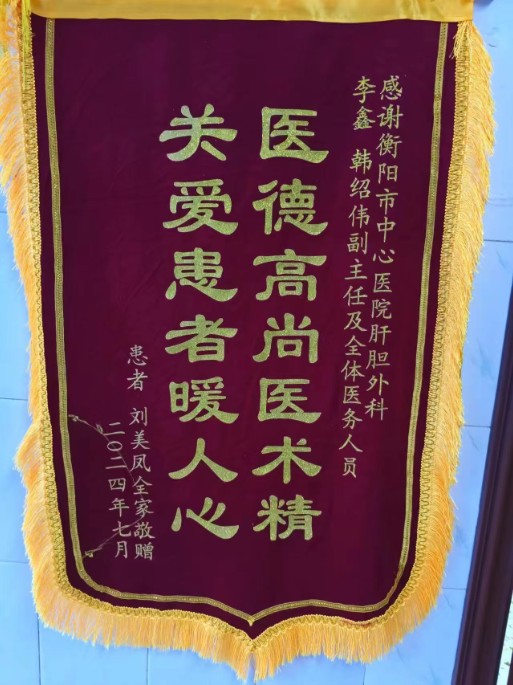 感谢衡阳市中心医院肝胆外科
李鑫 韩绍伟副主任及全体医务人员
医德高尚医术精
关爱患者暖人心
患者 刘美凤全家敬赠
二〇二四年七月